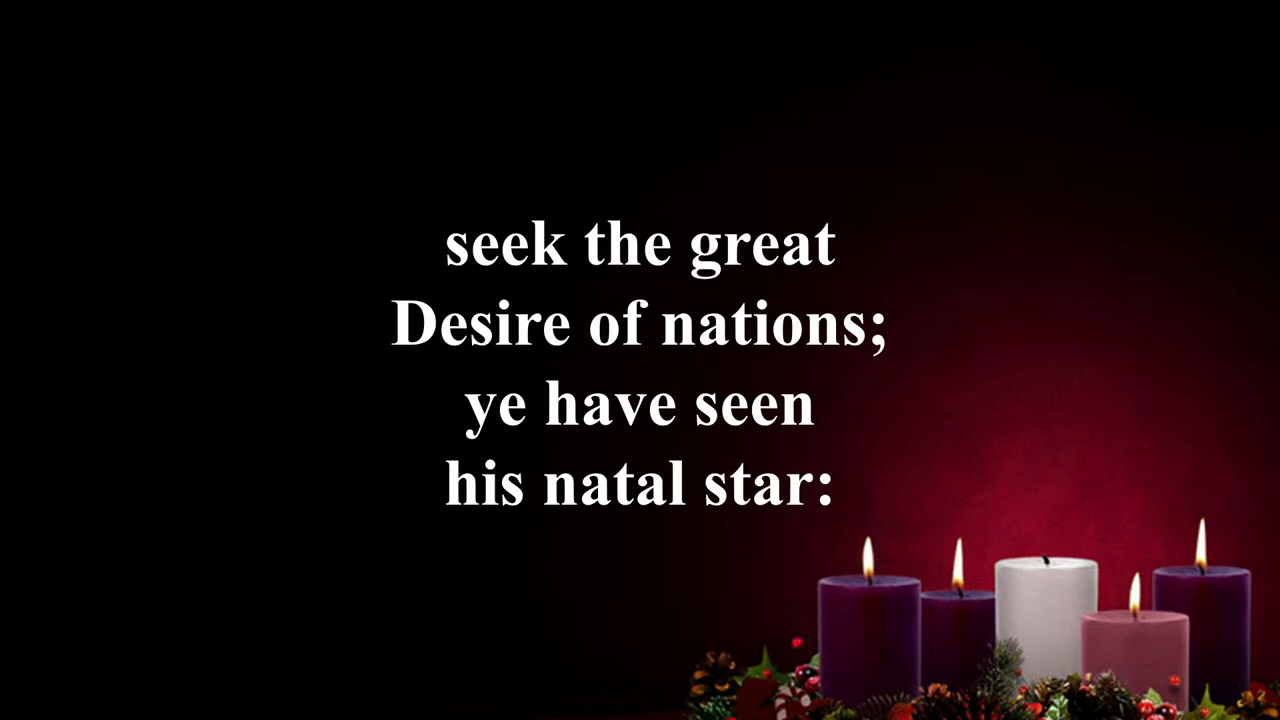 seek the great
Desire of nations;
ye have seen
his natal star: